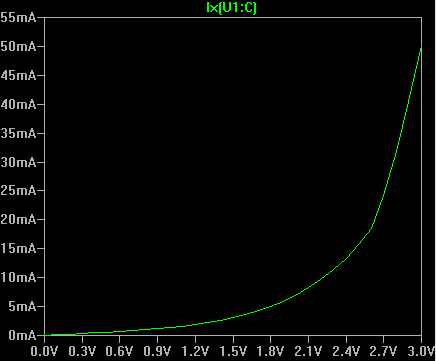 Ix(U1:C)
55mA
50mA
45mA
40mA
35mA
30mA
25mA
20mA
15mA
10mA
5mA
0mA
0.0V 0.3V 0.6V 0.9V 1.2V 1.5V 1.8V 2.1V 2.4V 2.7V 3.0V